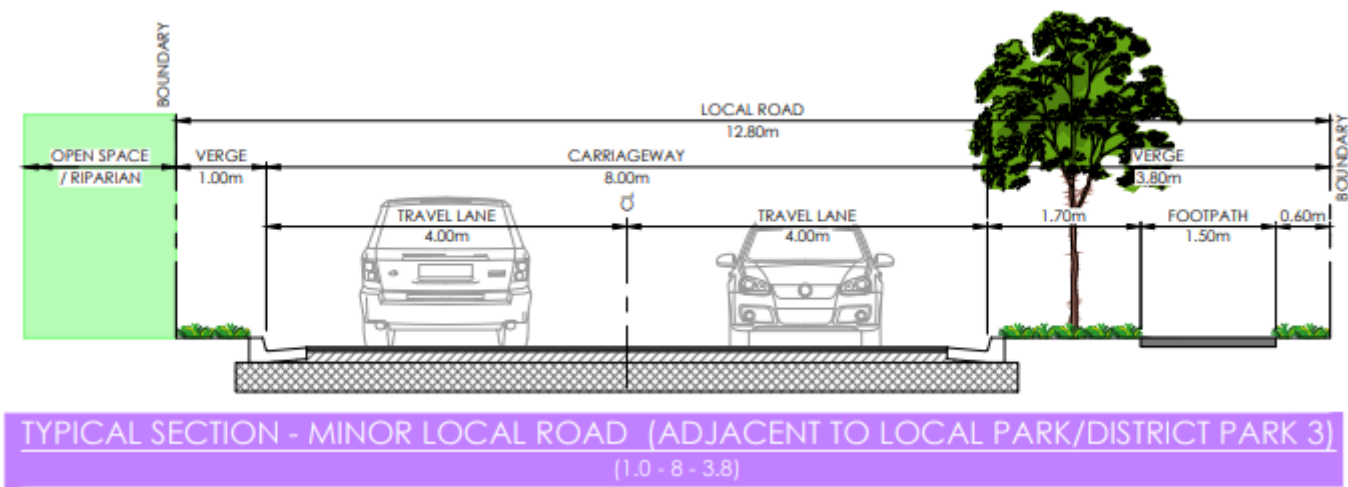 BOUNDARY
LOCAL ROAD
12.80m
BOUNDARY
OPEN SPACE
/ RIPARIAN
VERGE
1.00m
CARRIAGEWAY
8.00m
VERGE
3.80m
CL
TRAVEL LANE
4.00m
TRAVEL LANE
4.00m
1.70m
FOOTPATH
1.50m
0.60m
TYPICAL SECTION - MINOR LOCAL ROAD (ADJACENT TO LOCAL PARK/DISTRICT PARK 3)
(1.0 - 8 - 3.8)